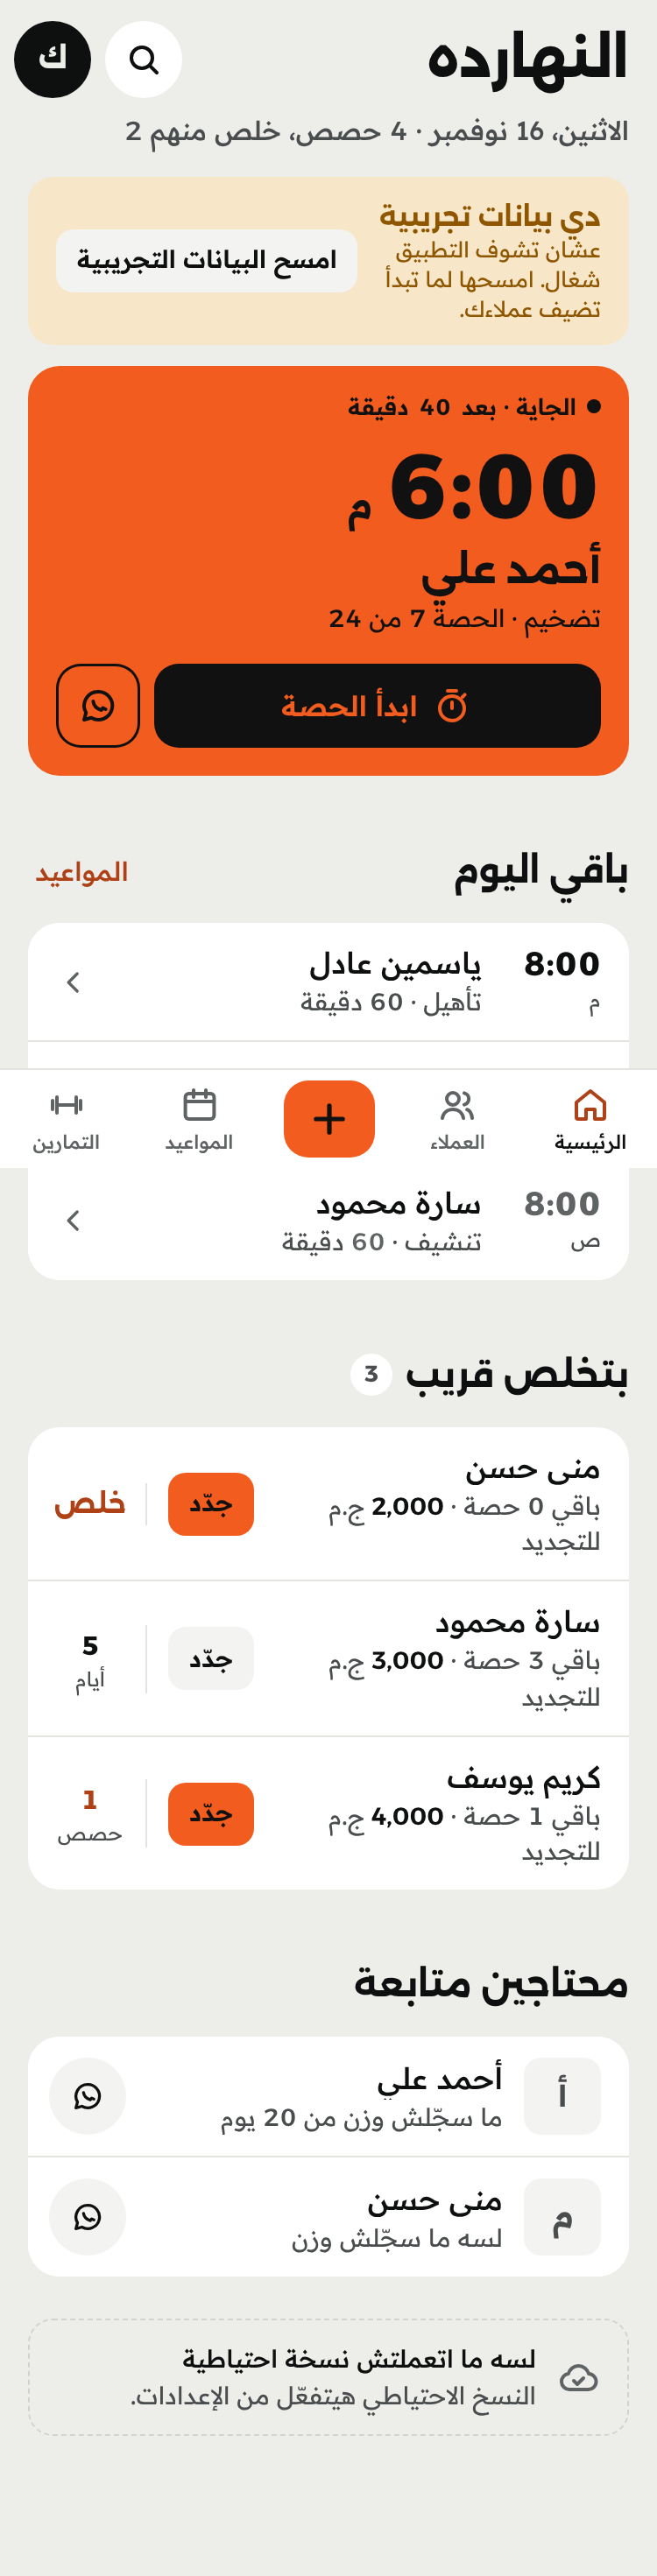 النهارده
ك
الاثنين، 16 نوفمبر · 4 حصص، خلص منهم 2
دي بيانات تجريبية
عشان تشوف التطبيق
شغال. امسحها لما تبدأ
تضيف عملاءك.
امسح البيانات التجريبية
الجاية · بعد 40 دقيقة
6:00 م
أحمد علي
تضخيم · الحصة 7 من 24
ابدأ الحصة
باقي اليوم
المواعيد
8:00
م
ياسمين عادل
تأهيل · 60 دقيقة
الرئيسية
العملاء
المواعيد
التمارين
8:00
ص
سارة محمود
تنشيف · 60 دقيقة
بتخلص قريب 3
منى حسن
باقي 0 حصة · 2,000 ج.م
للتجديد
جدّد
خلص
سارة محمود
باقي 3 حصة · 3,000 ج.م
للتجديد
جدّد
5
أيام
كريم يوسف
باقي 1 حصة · 4,000 ج.م
للتجديد
جدّد
1
حصص
محتاجين متابعة
أ
أحمد علي
ما سجّلش وزن من 20 يوم
م
منى حسن
لسه ما سجّلش وزن
لسه ما اتعملتش نسخة احتياطية
النسخ الاحتياطي هيتفعّل من الإعدادات.